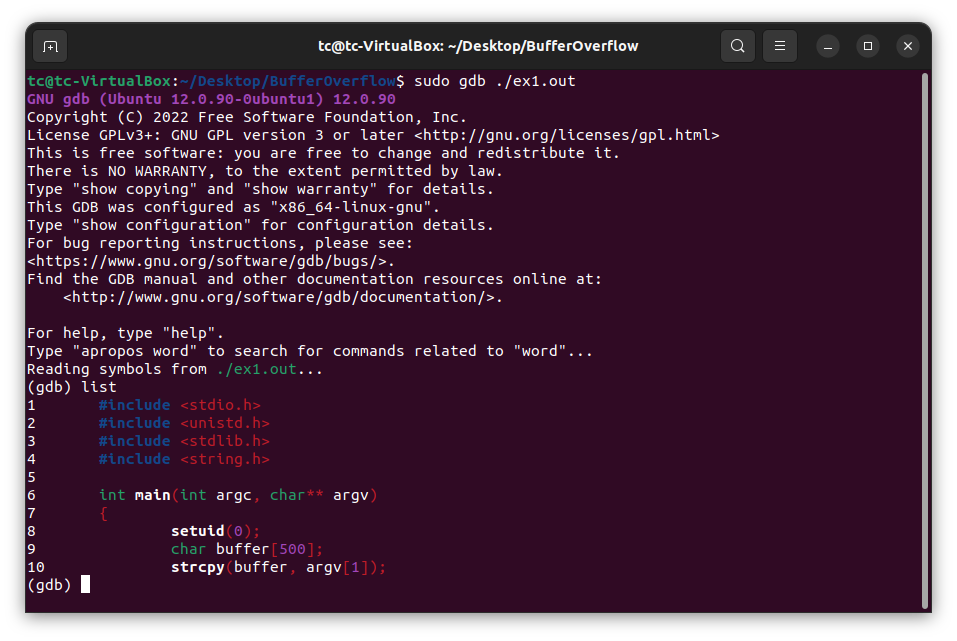 tc@tc-VirtualBox: ~/Desktop/BufferOverflow
tc@tc-VirtualBox:~/Desktop/BufferOverflow$ sudo gdb ./ex1.out
GNU gdb (Ubuntu 12.0.90-0ubuntu1) 12.0.90
Copyright (C) 2022 Free Software Foundation, Inc.
License GPLv3+: GNU GPL version 3 or later <http://gnu.org/licenses/gpl.html>
This is free software: you are free to change and redistribute it.
There is NO WARRANTY, to the extent permitted by law.
Type "show copying" and "show warranty" for details.
This GDB was configured as "x86_64-linux-gnu".
Type "show configuration" for configuration details.
For bug reporting instructions, please see:
<https://www.gnu.org/software/gdb/bugs/>.
Find the GDB manual and other documentation resources online at:
    <http://www.gnu.org/software/gdb/documentation/>.

For help, type "help".
Type "apropos word" to search for commands related to "word"...
Reading symbols from ./ex1.out...
(gdb) list
1       #include <stdio.h>
2       #include <unistd.h>
3       #include <stdlib.h>
4       #include <string.h>
5
6       int main(int argc, char** argv)
7       {
8               setuid(0);
9               char buffer[500];
10              strcpy(buffer, argv[1]);
(gdb)